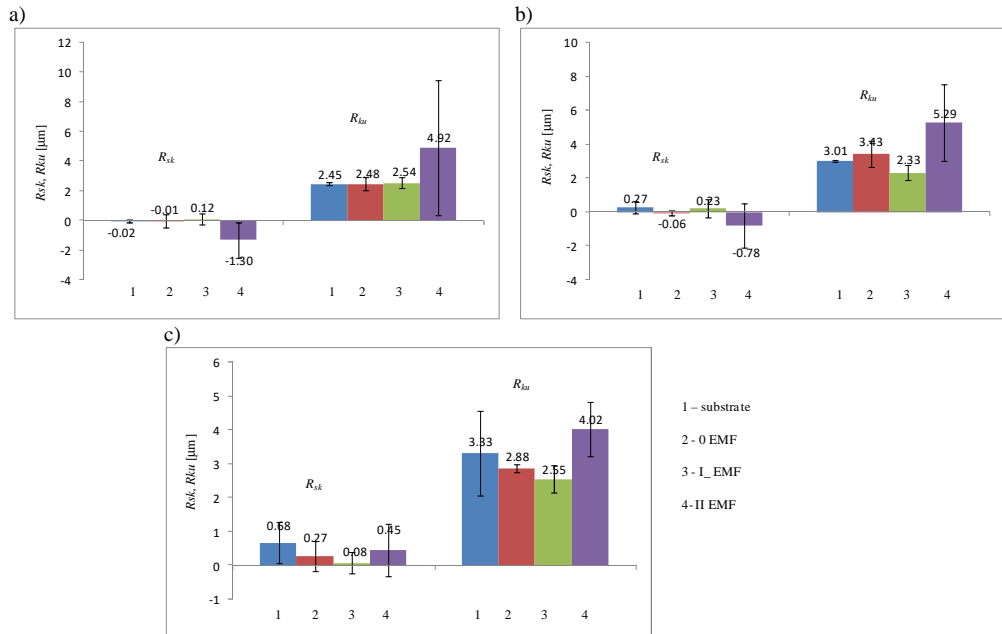 a)
Rsk, Rku [µm]
12
10
8
6
4
2
0
-2
-4
Rsk
Rku
-0.02
-0.01
0.12
-1.30
2.45
2.48
2.54
4.92
1 2 3 4 1 2 3 4
b)
Rsk, Rku [µm]
10
8
6
4
2
0
-2
-4
Rsk
Rku
0.27
-0.06
0.23
-0.78
3.01
3.43
2.33
5.29
1 2 3 4 1 2 3 4
c)
Rsk, Rku [µm]
6
5
4
3
2
1
0
-1
Rsk
Rku
0.68
0.27
0.08
0.45
3.33
2.88
2.55
4.02
1 2 3 4 1 2 3 4
1 – substrate
2 - 0 EMF
3 - I_ EMF
4-II EMF